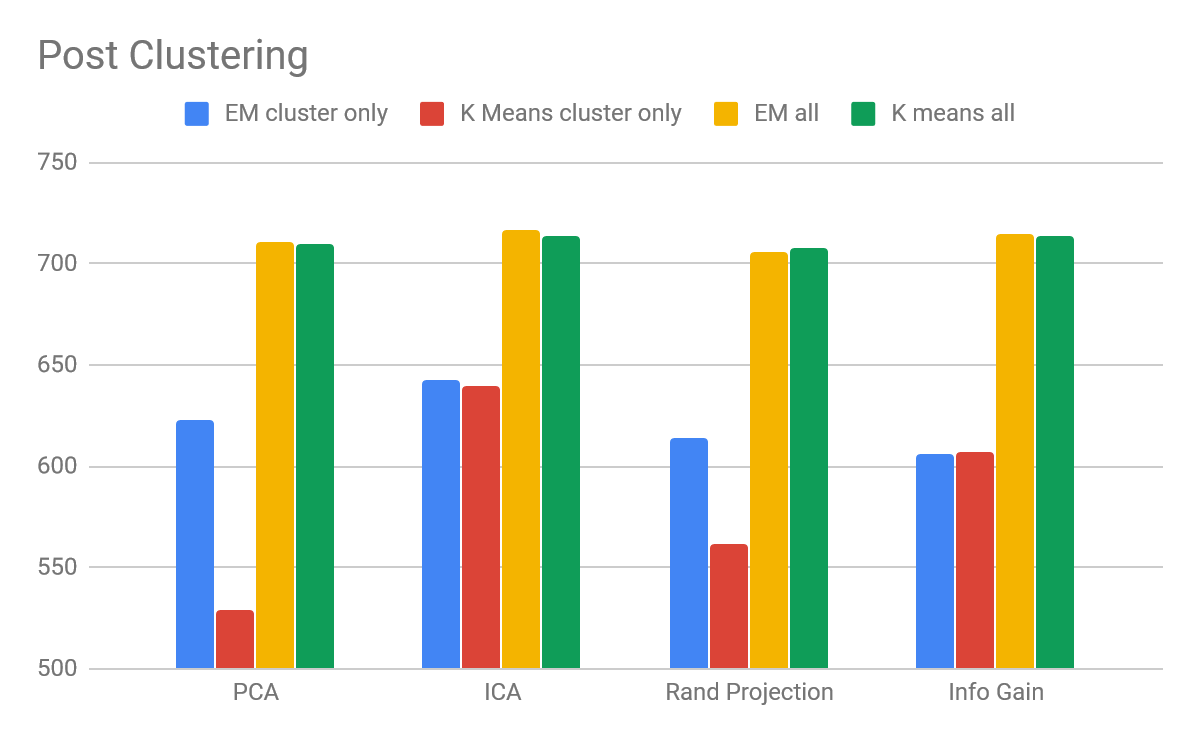 Post Clustering
EM cluster only K Means cluster only EM all K means all
750
700
650
600
550
500
PCA ICA Rand Projection Info Gain